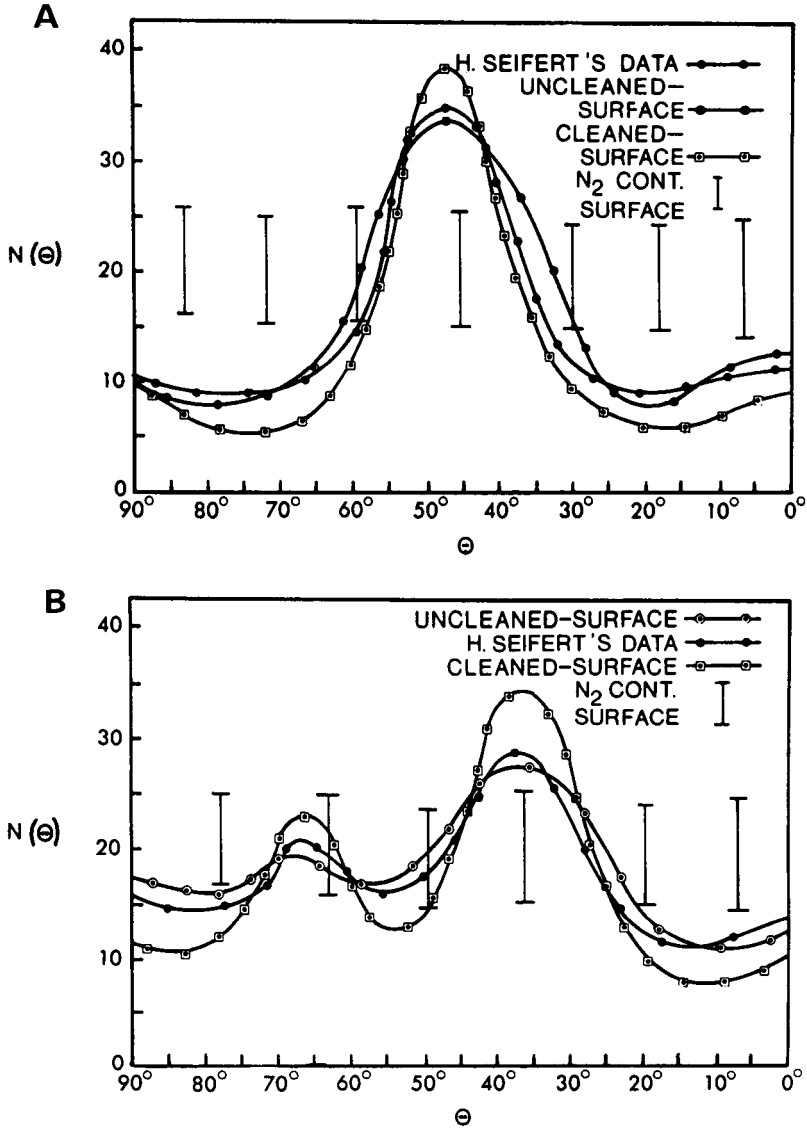 A
40
30
20
10
0
N (Θ)
H. SEIFERT'S DATA
UNCLEANED–
SURFACE
CLEANED–
SURFACE
N₂ CONT.
SURFACE
90° 80° 70° 60° 50° 40° 30° 20° 10° 0°
Θ
B
40
30
20
10
0
N (Θ)
UNCLEANED–SURFACE
H. SEIFERT'S DATA
CLEANED–SURFACE
N₂ CONT.
SURFACE
90° 80° 70° 60° 50° 40° 30° 20° 10° 0°
Θ